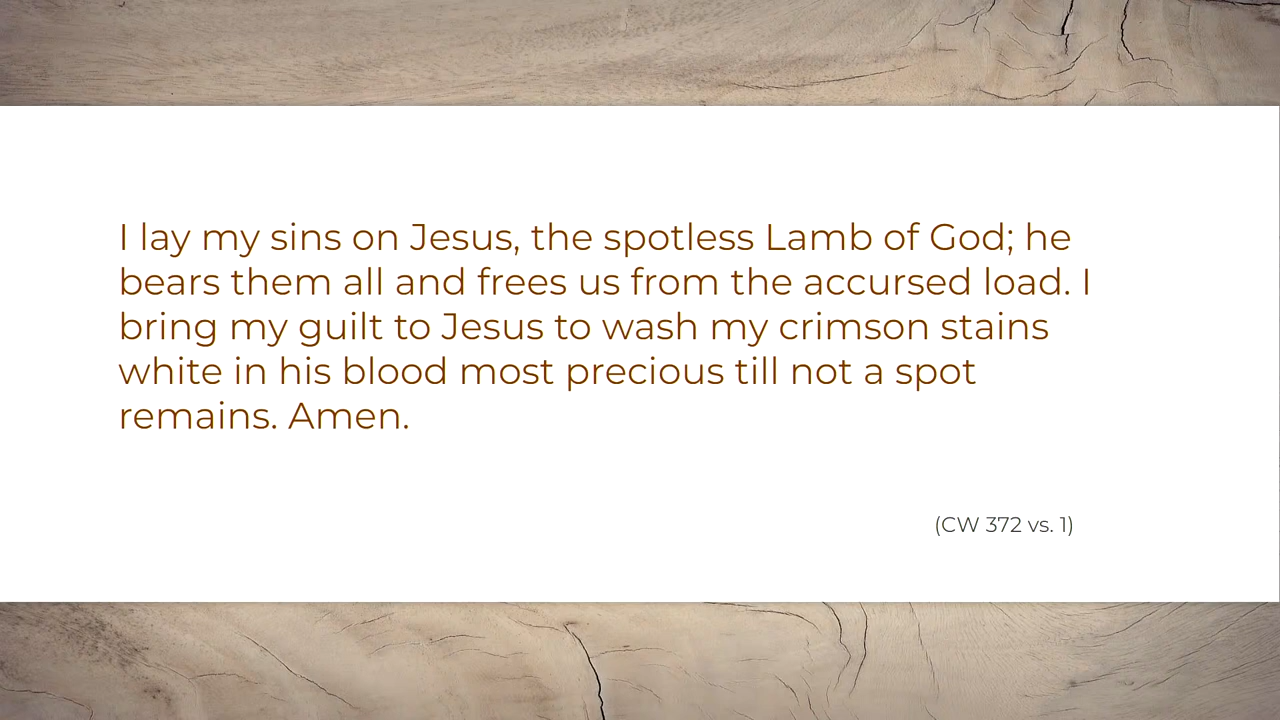 I lay my sins on Jesus, the spotless Lamb of God; he
bears them all and frees us from the accursed load. I
bring my guilt to Jesus to wash my crimson stains
white in his blood most precious till not a spot
remains. Amen.
(CW 372 vs. 1)